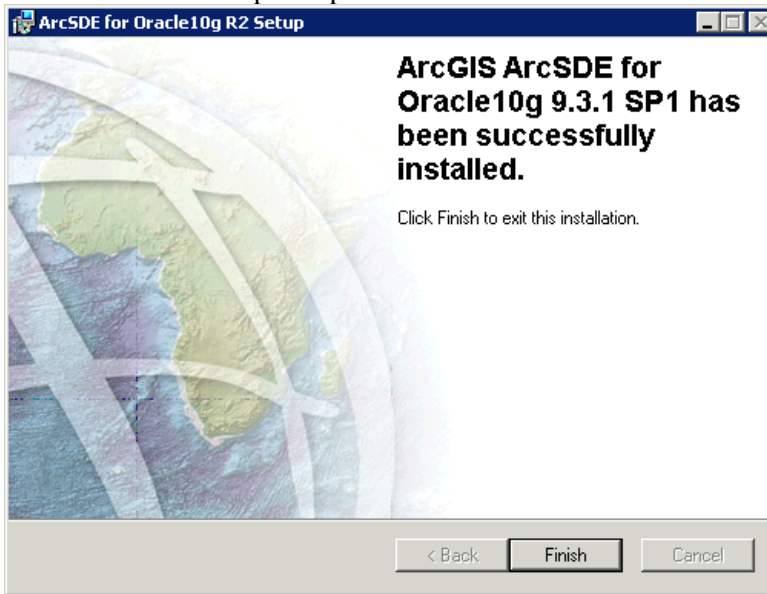 ArcSDE for Oracle10g R2 Setup
ArcGIS ArcSDE for
Oracle10g 9.3.1 SP1 has
been successfully
installed.
Click Finish to exit this installation.
< Back Finish Cancel